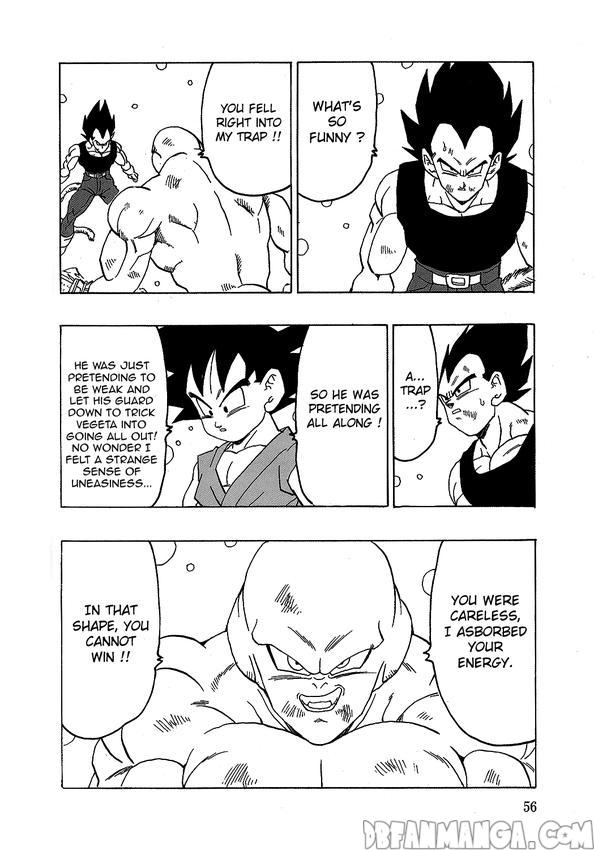 WHAT'S
SO
FUNNY ?
YOU FELL
RIGHT INTO
MY TRAP !!
A...
TRAP
...?
SO HE WAS
PRETENDING
ALL ALONG !
HE WAS JUST
PRETENDING TO
BE WEAK AND
LET HIS GUARD
DOWN TO TRICK
VEGETA INTO
GOING ALL OUT!
NO WONDER I
FELT A STRANGE
SENSE OF
UNEASINESS...
YOU WERE
CARELESS,
I ASBORBED
YOUR
ENERGY.
IN THAT
SHAPE, YOU
CANNOT
WIN !!
56
DBFANMANGA.COM